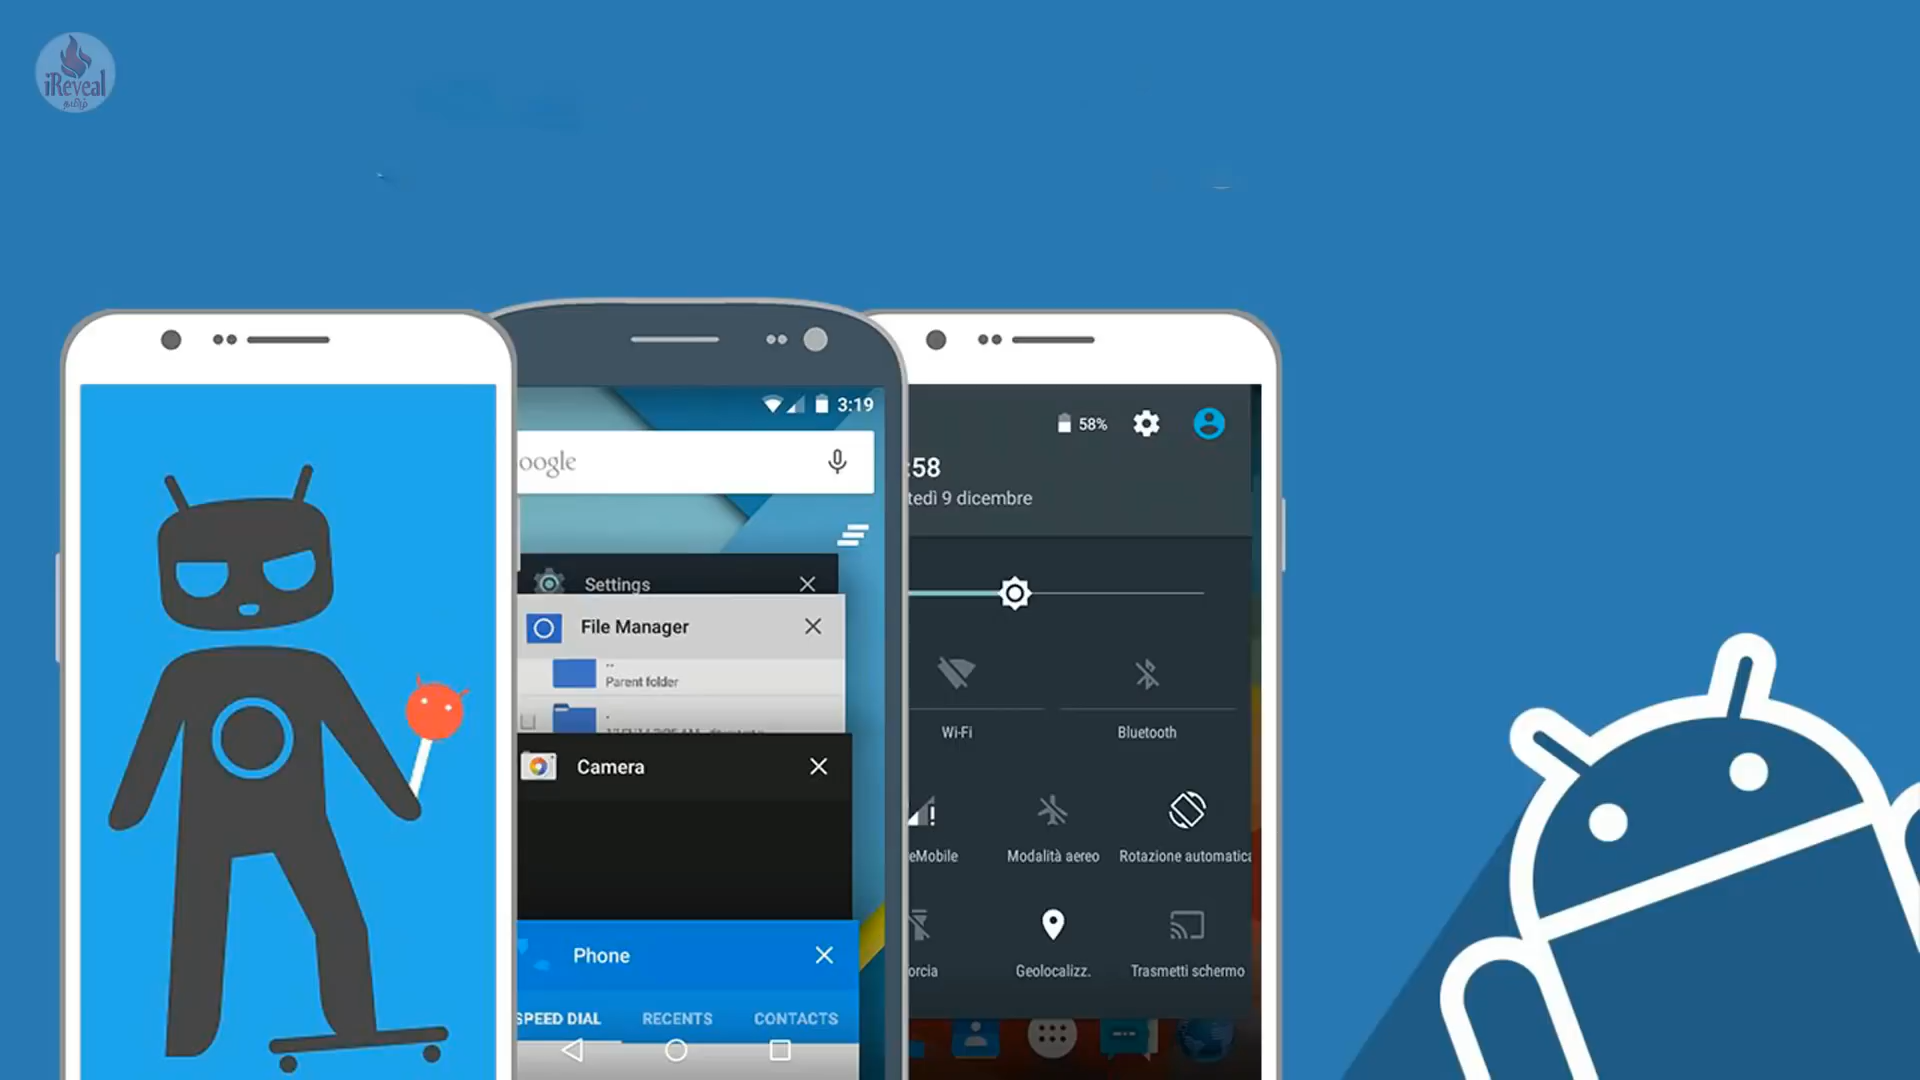 iReveal
தமிழ்
3:19
oogle
Settings
File Manager
..
Parent folder
.
Camera
Phone
SPEED DIAL
RECENTS
CONTACTS
58%
:58
tedì 9 dicembre
Wi-Fi
Bluetooth
eMobile
Modalità aereo
Rotazione automatica
orcia
Geolocalizz.
Trasmetti schermo